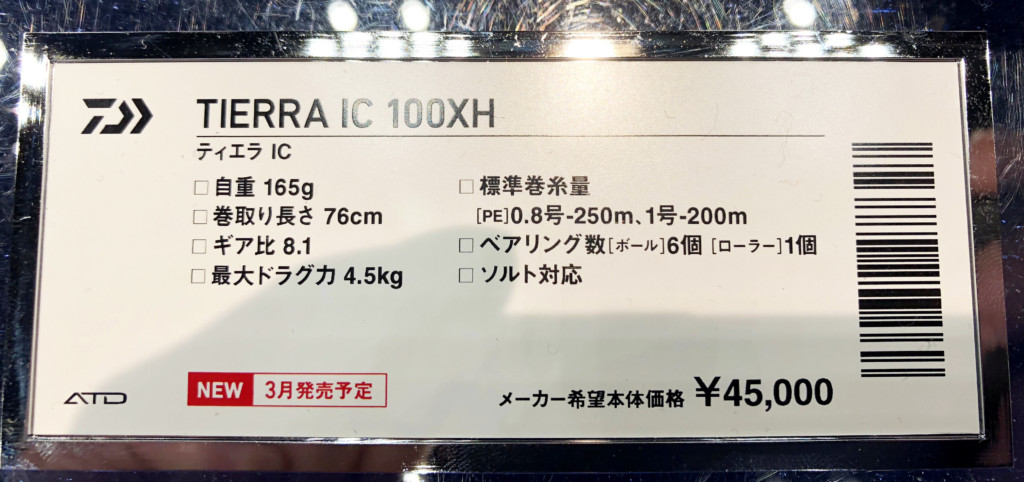 TIERRA IC 100XH
ティエラ IC
□自重 165g
□巻取り長さ 76cm
□ギア比 8.1
□最大ドラグ力 4.5kg
□標準巻糸量
[PE]0.8号-250m、1号-200m
□ベアリング数[ボール]6個 [ローラー]1個
□ソルト対応
ATD
NEW 3月発売予定
メーカー希望本体価格 ¥45,000